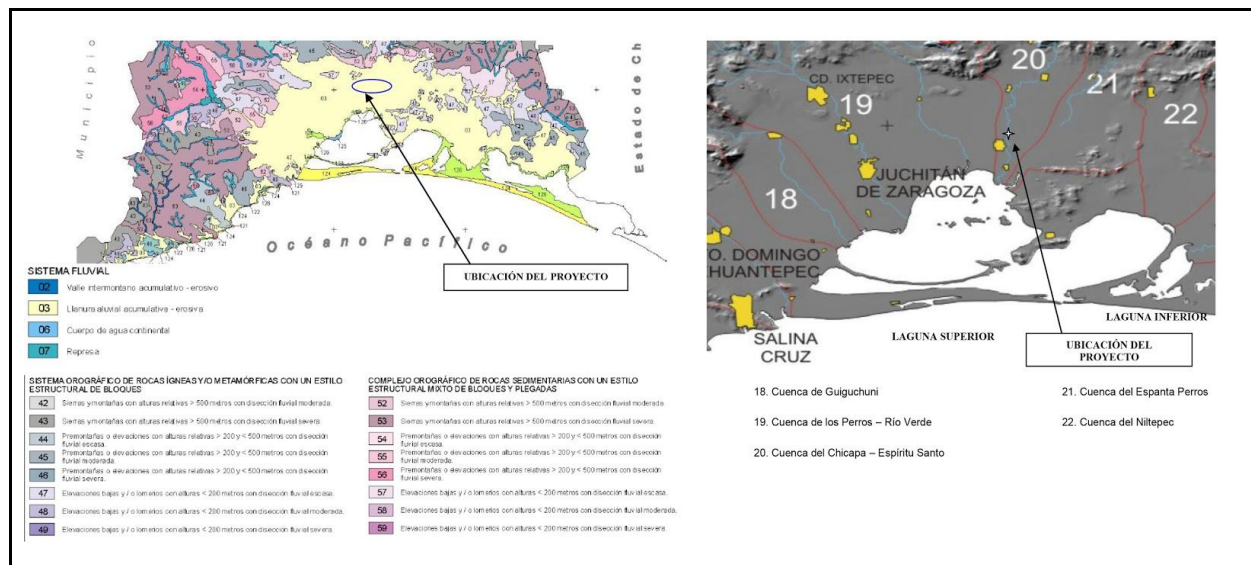 Municipio
Estado de Ch
Océano Pacífico
UBICACIÓN DEL PROYECTO
SISTEMA FLUVIAL
02 Valle intermontano acumulativo - erosivo
03 Llanura aluvial acumulativa - erosiva
06 Cuerpo de agua continental
07 Represa
SISTEMA OROGRÁFICO DE ROCAS ÍGNEAS Y/O METAMÓRFICAS CON UN ESTILO
ESTRUCTURAL DE BLOQUES
42 Sierras y montañas con alturas relativas > 500 metros con disección fluvial moderada.
43 Sierras y montañas con alturas relativas > 500 metros con disección fluvial severa.
44 Premontañas o elevaciones con alturas relativas > 200 y < 500 metros con disección
fluvial escasa.
45 Premontañas o elevaciones con alturas relativas > 200 y < 500 metros con disección
fluvial moderada.
46 Premontañas o elevaciones con alturas relativas > 200 y < 500 metros con disección
fluvial severa.
47 Elevaciones bajas y / o lomeríos con alturas < 200 metros con disección fluvial escasa.
48 Elevaciones bajas y / o lomeríos con alturas < 200 metros con disección fluvial moderada.
49 Elevaciones bajas y / o lomeríos con alturas < 200 metros con disección fluvial severa.
COMPLEJO OROGRÁFICO DE ROCAS SEDIMENTARIAS CON UN ESTILO
ESTRUCTURAL MIXTO DE BLOQUES Y PLEGADAS
52 Sierras y montañas con alturas relativas > 500 metros con disección fluvial moderada.
53 Sierras y montañas con alturas relativas > 500 metros con disección fluvial severa.
54 Premontañas o elevaciones con alturas relativas > 200 y < 500 metros con disección
fluvial escasa.
55 Premontañas o elevaciones con alturas relativas > 200 y < 500 metros con disección
fluvial moderada.
56 Premontañas o elevaciones con alturas relativas > 200 y < 500 metros con disección
fluvial severa.
57 Elevaciones bajas y / o lomeríos con alturas < 200 metros con disección fluvial escasa.
58 Elevaciones bajas y / o lomeríos con alturas < 200 metros con disección fluvial moderada.
59 Elevaciones bajas y / o lomeríos con alturas < 200 metros con disección fluvial severa.
20
21
CD. IXTEPEC
19
22
JUCHITÁN
DE ZARAGOZA
18
O. DOMINGO
EHUANTEPEC
SALINA
CRUZ
LAGUNA SUPERIOR
LAGUNA INFERIOR
UBICACIÓN DEL
PROYECTO
18. Cuenca de Guiguchuni
19. Cuenca de los Perros – Río Verde
20. Cuenca del Chicapa – Espíritu Santo
21. Cuenca del Espanta Perros
22. Cuenca del Niltepec